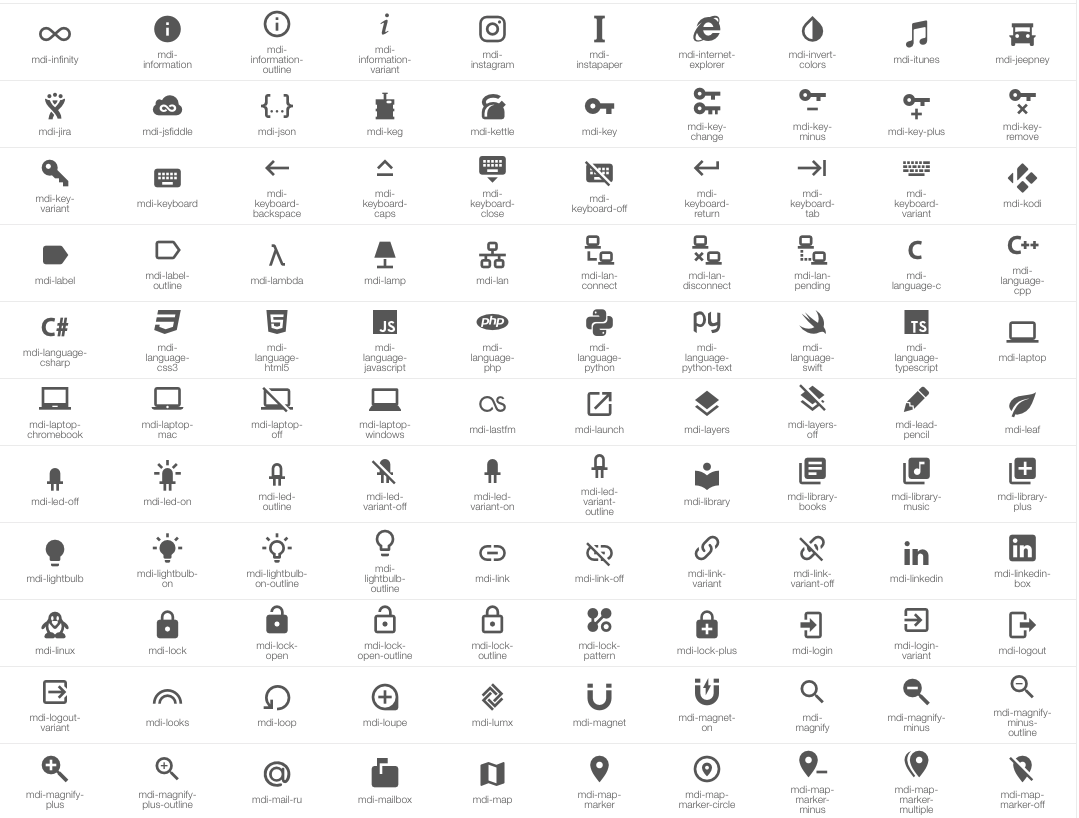 mdi-infinity
mdi-
information
mdi-
information-
outline
mdi-
information-
variant
mdi-
instagram
mdi-
instapaper
mdi-internet-
explorer
mdi-invert-
colors
mdi-itunes
mdi-jeepney
mdi-jira
mdi-jsfiddle
{...}
mdi-json
mdi-keg
mdi-kettle
mdi-key
mdi-key-
change
mdi-key-
minus
mdi-key-plus
mdi-key-
remove
mdi-key-
variant
mdi-keyboard
mdi-
keyboard-
backspace
mdi-
keyboard-
caps
mdi-
keyboard-
close
mdi-
keyboard-off
mdi-
keyboard-
return
mdi-
keyboard-
tab
mdi-
keyboard-
variant
mdi-kodi
mdi-label
mdi-label-
outline
λ
mdi-lambda
mdi-lamp
mdi-lan
mdi-lan-
connect
mdi-lan-
disconnect
mdi-lan-
pending
C
mdi-
language-c
C++
mdi-
language-
cpp
C#
mdi-language-
csharp
mdi-
language-
css3
mdi-
language-
html5
JS
mdi-
language-
javascript
php
mdi-
language-
php
mdi-
language-
python
py
mdi-
language-
python-text
mdi-
language-
swift
TS
mdi-
language-
typescript
mdi-laptop
mdi-laptop-
chromebook
mdi-laptop-
mac
mdi-laptop-
off
mdi-laptop-
windows
mdi-lastfm
mdi-launch
mdi-layers
mdi-layers-
off
mdi-lead-
pencil
mdi-leaf
mdi-led-off
mdi-led-on
mdi-led-
outline
mdi-led-
variant-off
mdi-led-
variant-on
mdi-led-
variant-
outline
mdi-library
mdi-library-
books
mdi-library-
music
mdi-library-
plus
mdi-lightbulb
mdi-lightbulb-
on
mdi-lightbulb-
on-outline
mdi-
lightbulb-
outline
mdi-link
mdi-link-off
mdi-link-
variant
mdi-link-
variant-off
in
mdi-linkedin
in
mdi-linkedin-
box
mdi-linux
mdi-lock
mdi-lock-
open
mdi-lock-
open-outline
mdi-lock-
outline
mdi-lock-
pattern
mdi-lock-plus
mdi-login
mdi-login-
variant
mdi-logout
mdi-logout-
variant
mdi-looks
mdi-loop
mdi-loupe
mdi-lumx
mdi-magnet
mdi-magnet-
on
mdi-
magnify
mdi-magnify-
minus
mdi-magnify-
minus-
outline
mdi-magnify-
plus
mdi-magnify-
plus-outline
@
mdi-mail-ru
mdi-mailbox
mdi-map
mdi-map-
marker
mdi-map-
marker-circle
mdi-map-
marker-
minus
mdi-map-
marker-
multiple
mdi-map-
marker-off